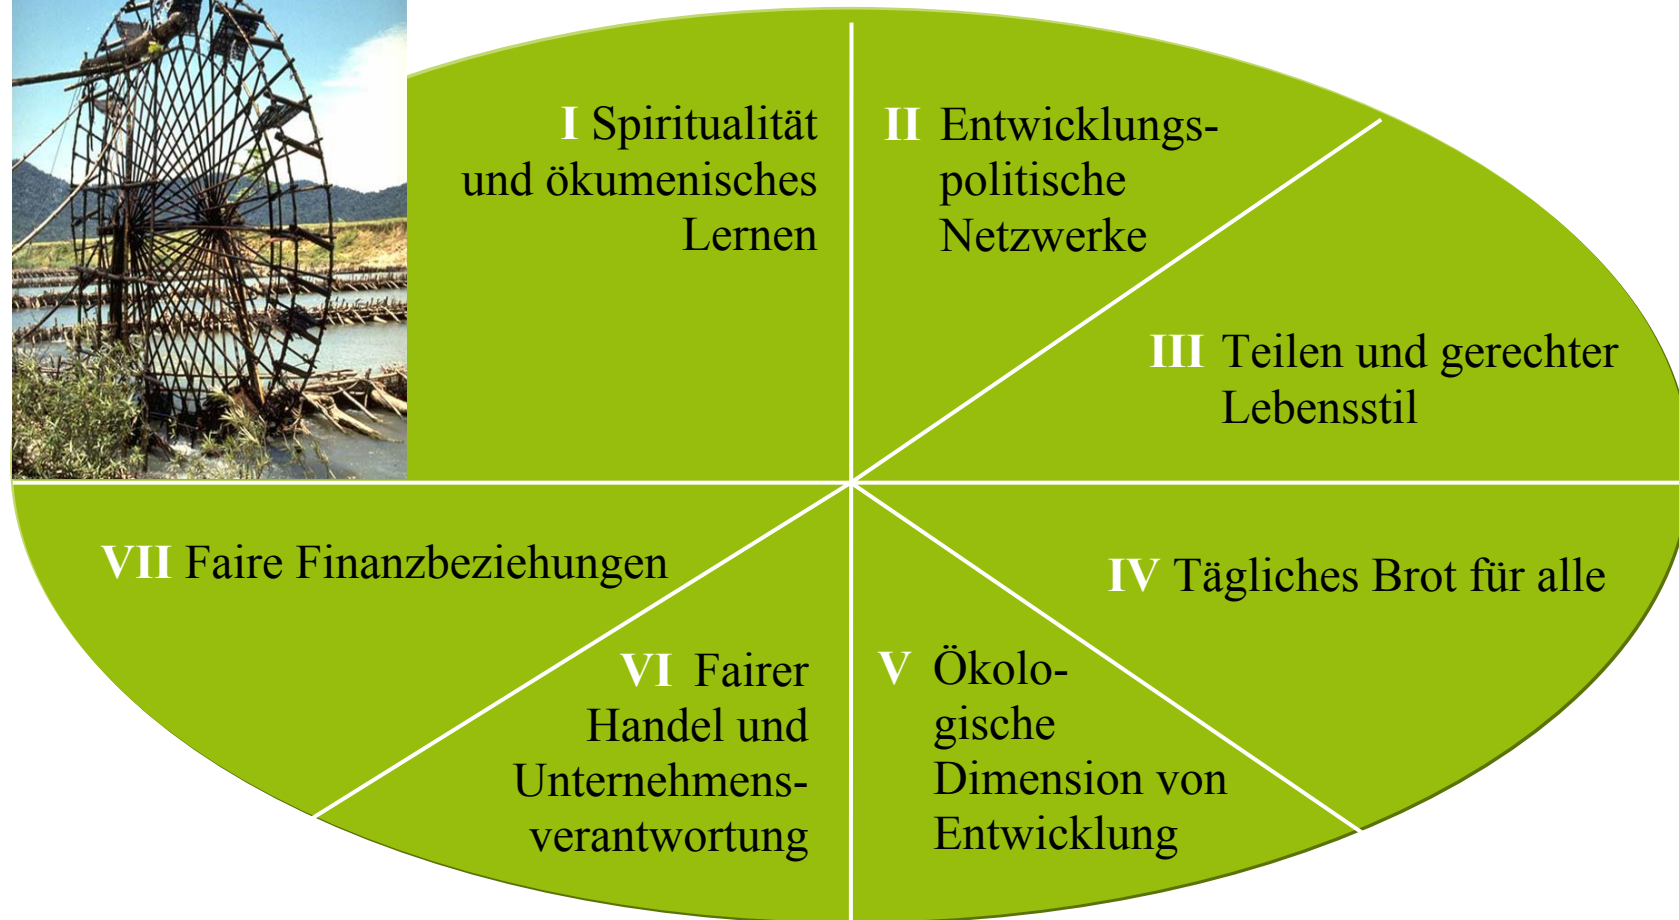 I Spiritualität
und ökumenisches
Lernen
II Entwicklungs-
politische
Netzwerke
III Teilen und gerechter
Lebensstil
IV Tägliches Brot für alle
V Ökolo-
gische
Dimension von
Entwicklung
VI Fairer
Handel und
Unternehmens-
verantwortung
VII Faire Finanzbeziehungen